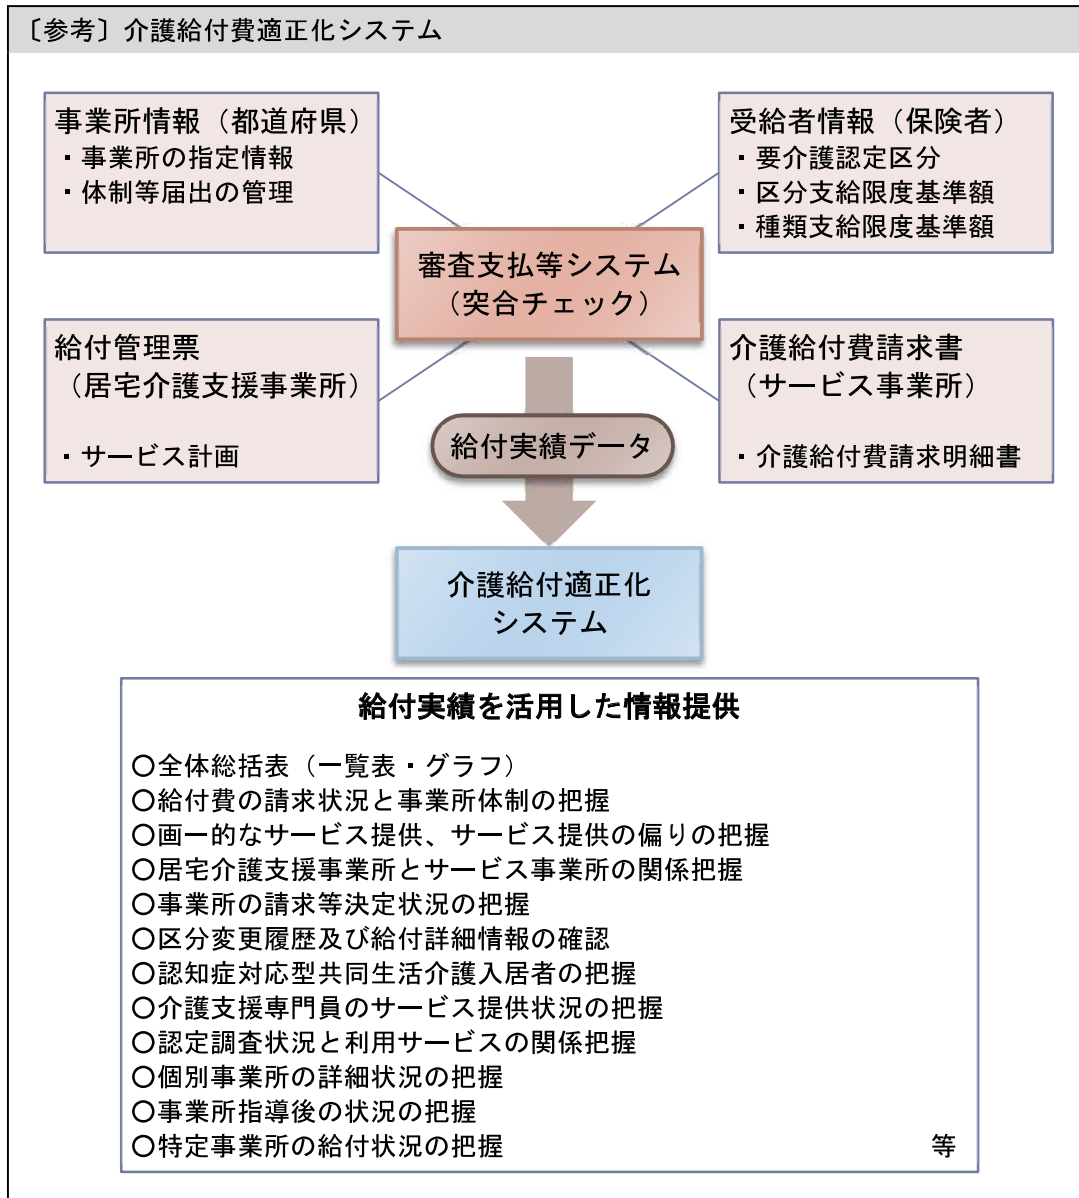 〔参考〕介護給付費適正化システム
事業所情報（都道府県）
・事業所の指定情報
・体制等届出の管理
受給者情報（保険者）
・要介護認定区分
・区分支給限度基準額
・種類支給限度基準額
審査支払等システム
（突合チェック）
給付管理票
（居宅介護支援事業所）
・サービス計画
介護給付費請求書
（サービス事業所）
・介護給付費請求明細書
給付実績データ
介護給付適正化
システム
給付実績を活用した情報提供
○全体総括表（一覧表・グラフ）
○給付費の請求状況と事業所体制の把握
○画一的なサービス提供、サービス提供の偏りの把握
○居宅介護支援事業所とサービス事業所の関係把握
○事業所の請求等決定状況の把握
○区分変更履歴及び給付詳細情報の確認
○認知症対応型共同生活介護入居者の把握
○介護支援専門員のサービス提供状況の把握
○認定調査状況と利用サービスの関係把握
○個別事業所の詳細状況の把握
○事業所指導後の状況の把握
○特定事業所の給付状況の把握 等